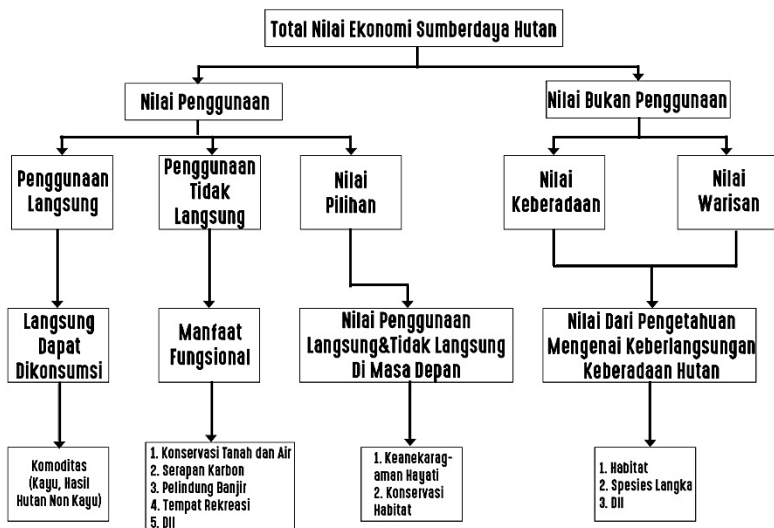 Total Nilai Ekonomi Sumberdaya Hutan
Nilai Penggunaan
Nilai Bukan Penggunaan
Penggunaan
Langsung
Penggunaan
Tidak
Langsung
Nilai
Pilihan
Nilai
Keberadaan
Nilai
Warisan
Langsung
Dapat
Dikonsumsi
Manfaat
Fungsional
Nilai Penggunaan
Langsung&Tidak Langsung
Di Masa Depan
Nilai Dari Pengetahuan
Mengenai Keberlangsungan
Keberadaan Hutan
Komoditas
(Kayu, Hasil
Hutan Non Kayu)
1. Konservasi Tanah dan Air
2. Serapan Karbon
3. Pelindung Banjir
4. Tempat Rekreasi
5. Dll
1. Keanekarag-
aman Hayati
2. Konservasi
Habitat
1. Habitat
2. Spesies Langka
3. Dll